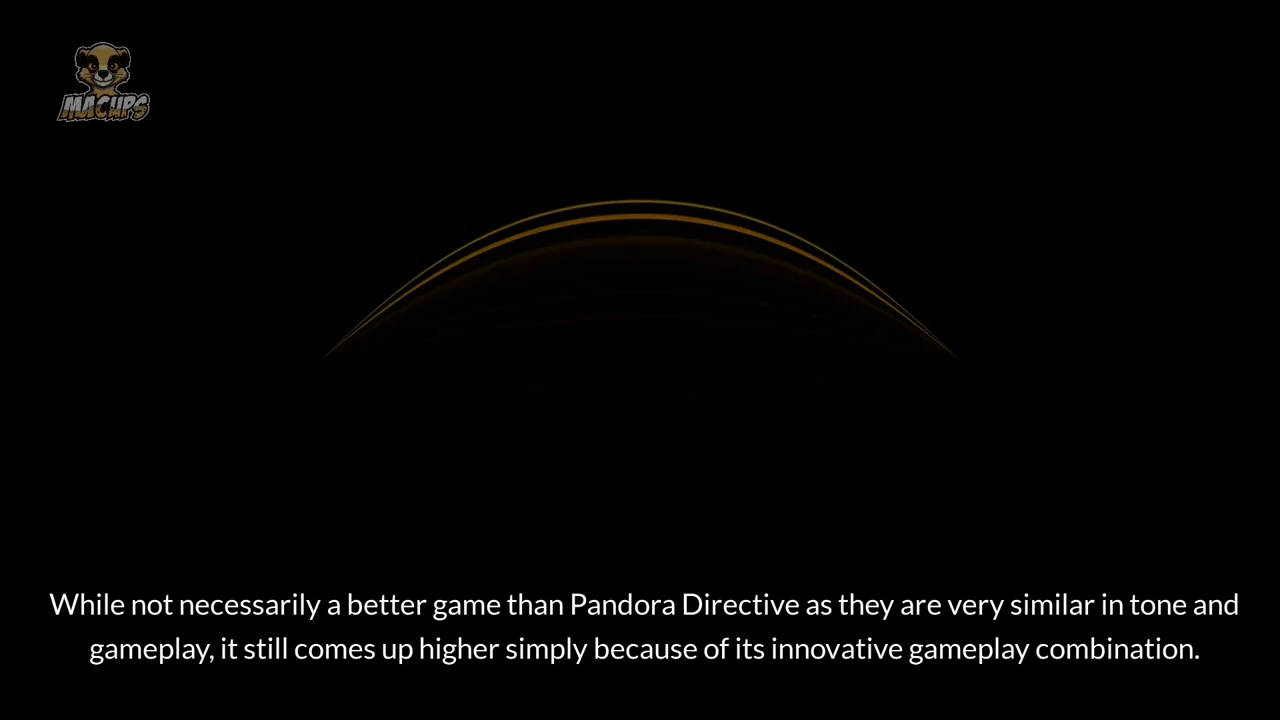 MACHPS
While not necessarily a better game than Pandora Directive as they are very similar in tone and
gameplay, it still comes up higher simply because of its innovative gameplay combination.